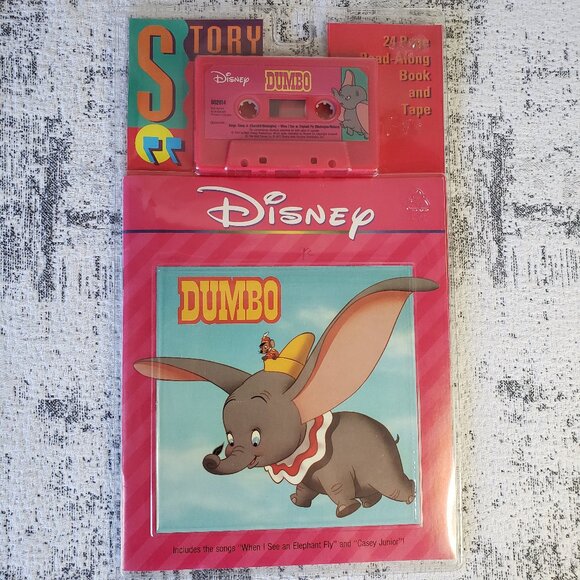 STORY
24 Page
Read-Along
Book
and
Tape
Disney
DUMBO
Disney
DUMBO
Includes the songs "When I See an Elephant Fly" and "Casey Junior"!